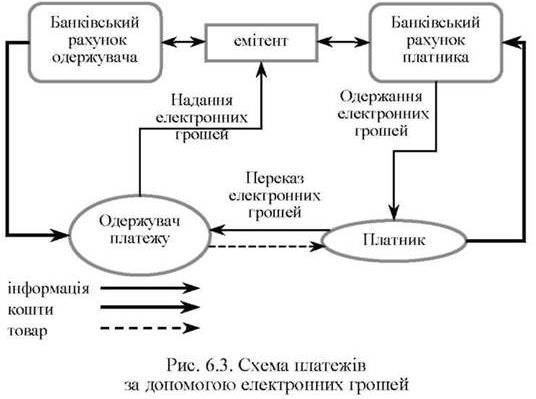 Банківський
рахунок
одержувача
емітент
Банківський
рахунок
платника
Надання
електронних
грошей
Одержання
електронних
грошей
Переказ
електронних
грошей
Одержувач
платежу
Платник
інформація
кошти
товар
Рис. 6.3. Схема платежів
за допомогою електронних грошей